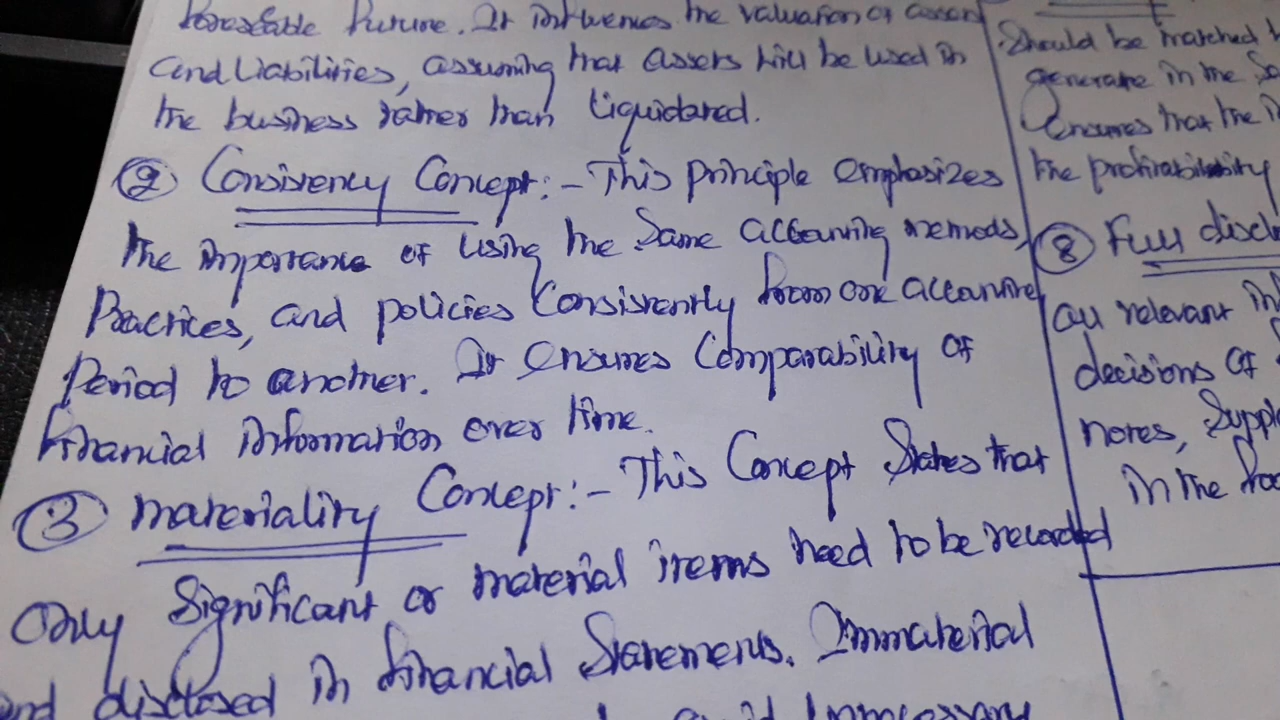 foreseeable future. It influences the valuation of assets
and liabilities, assuming that assets will be used in
the business rather than liquidated.
② Consistency Concept:- This principle emphasizes
the importance of using the same accounting methods,
Practices, and policies Consistently from one accounting
Period to another. It ensures Comparability of
Financial information over time.
③ materiality Concept:- This Concept States that
Only Significant or material items need to be recorded
and disclosed in financial Statements. Immaterial
avoid Unnecessary
Should be matched
generate in the
ensures that the
the profitability
⑧ Full
all relevant
decisions of
notes,
in the